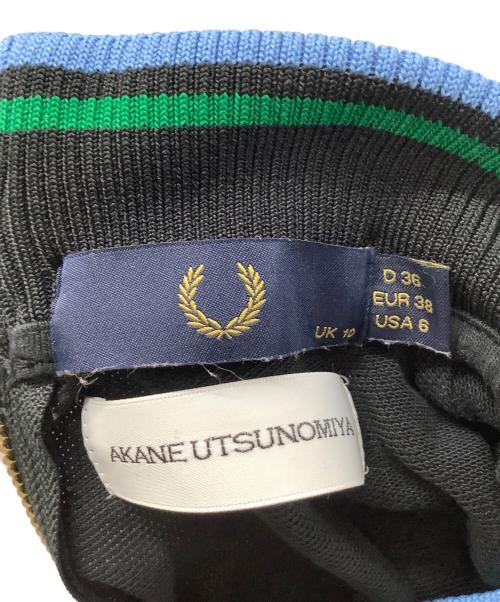 UK 10
D 36
EUR 38
USA 6
AKANE UTSUNOMIYA